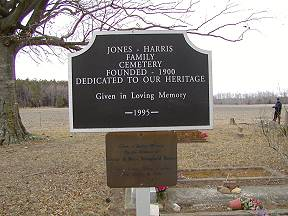 JONES - HARRIS
FAMILY
CEMETERY
FOUNDED - 1900
DEDICATED TO OUR HERITAGE
Given in Loving Memory
1995